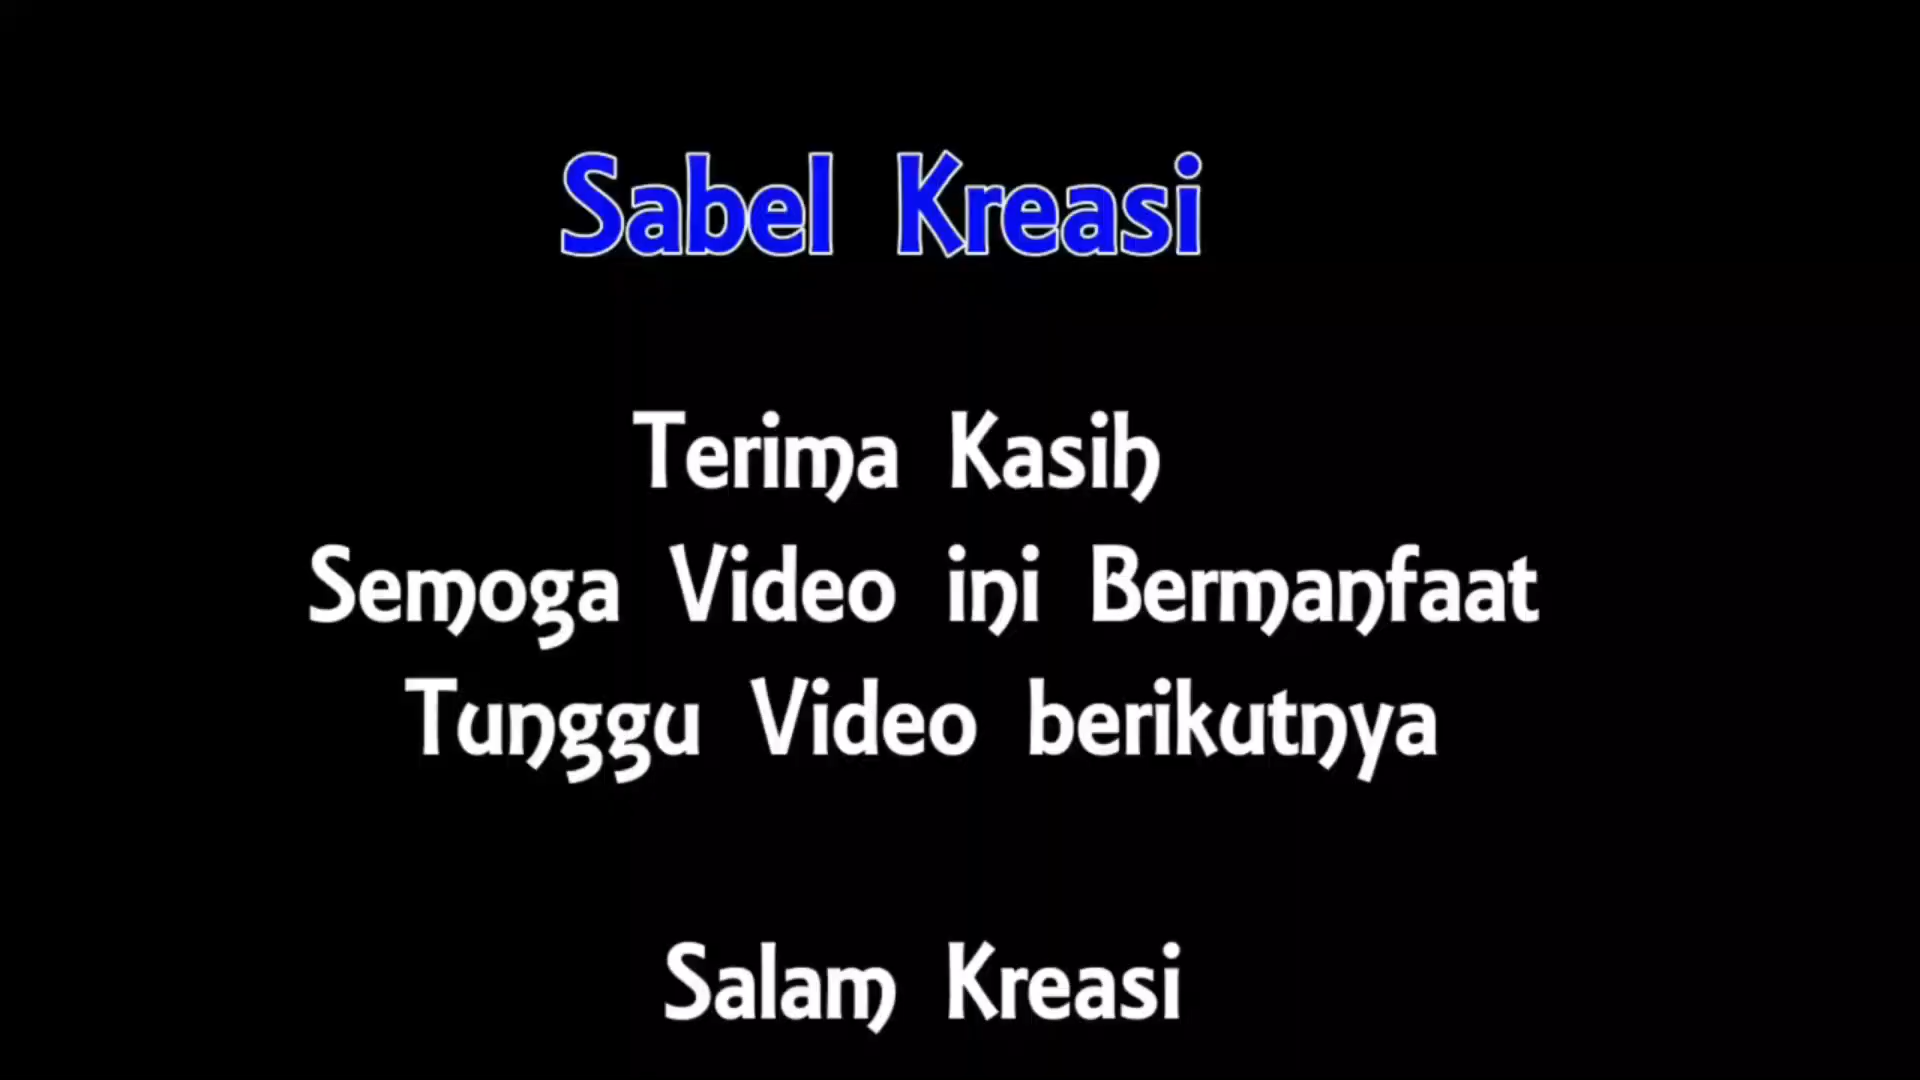 Sabel Kreasi
Terima Kasih
Semoga Video ini Bermanfaat
Tunggu Video berikutnya
Salam Kreasi